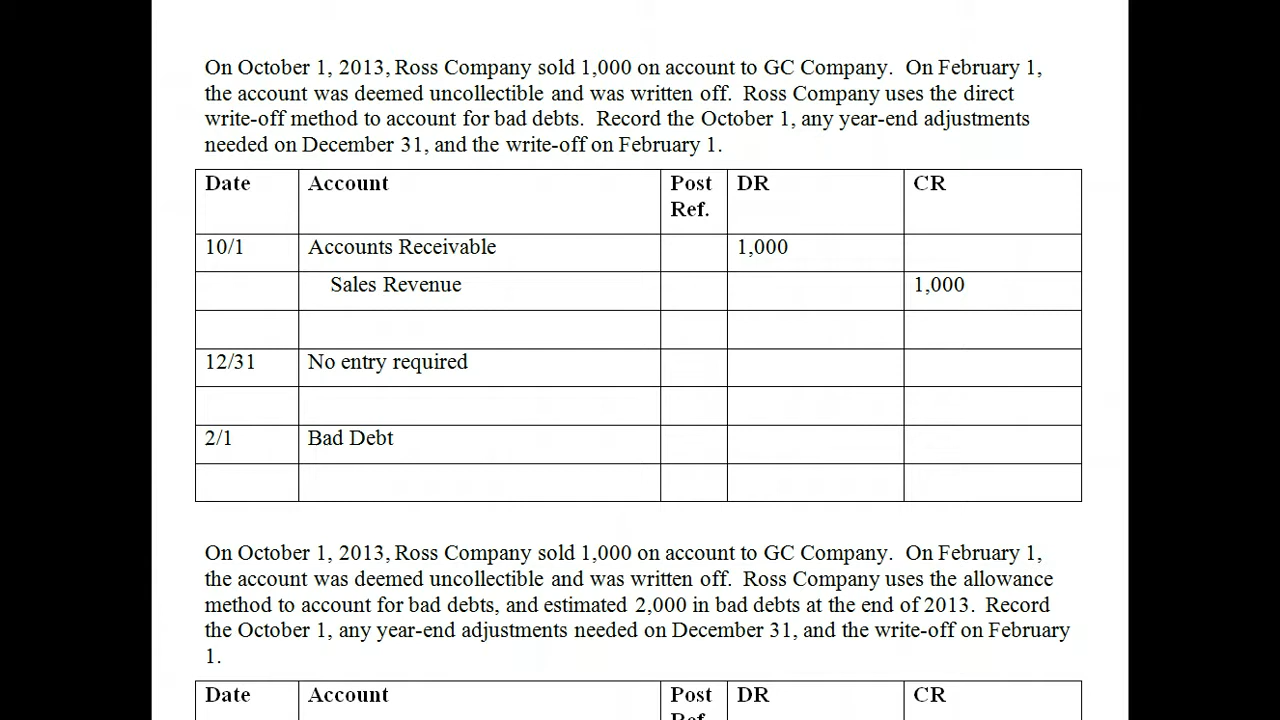 On October 1, 2013, Ross Company sold 1,000 on account to GC Company.  On February 1,
the account was deemed uncollectible and was written off.  Ross Company uses the direct
write-off method to account for bad debts.  Record the October 1, any year-end adjustments
needed on December 31, and the write-off on February 1.
Date Account Post DR CR
Ref.
10/1 Accounts Receivable 1,000
Sales Revenue 1,000
12/31 No entry required
2/1 Bad Debt
On October 1, 2013, Ross Company sold 1,000 on account to GC Company.  On February 1,
the account was deemed uncollectible and was written off.  Ross Company uses the allowance
method to account for bad debts, and estimated 2,000 in bad debts at the end of 2013.  Record
the October 1, any year-end adjustments needed on December 31, and the write-off on February
1.
Date Account Post DR CR
Ref.